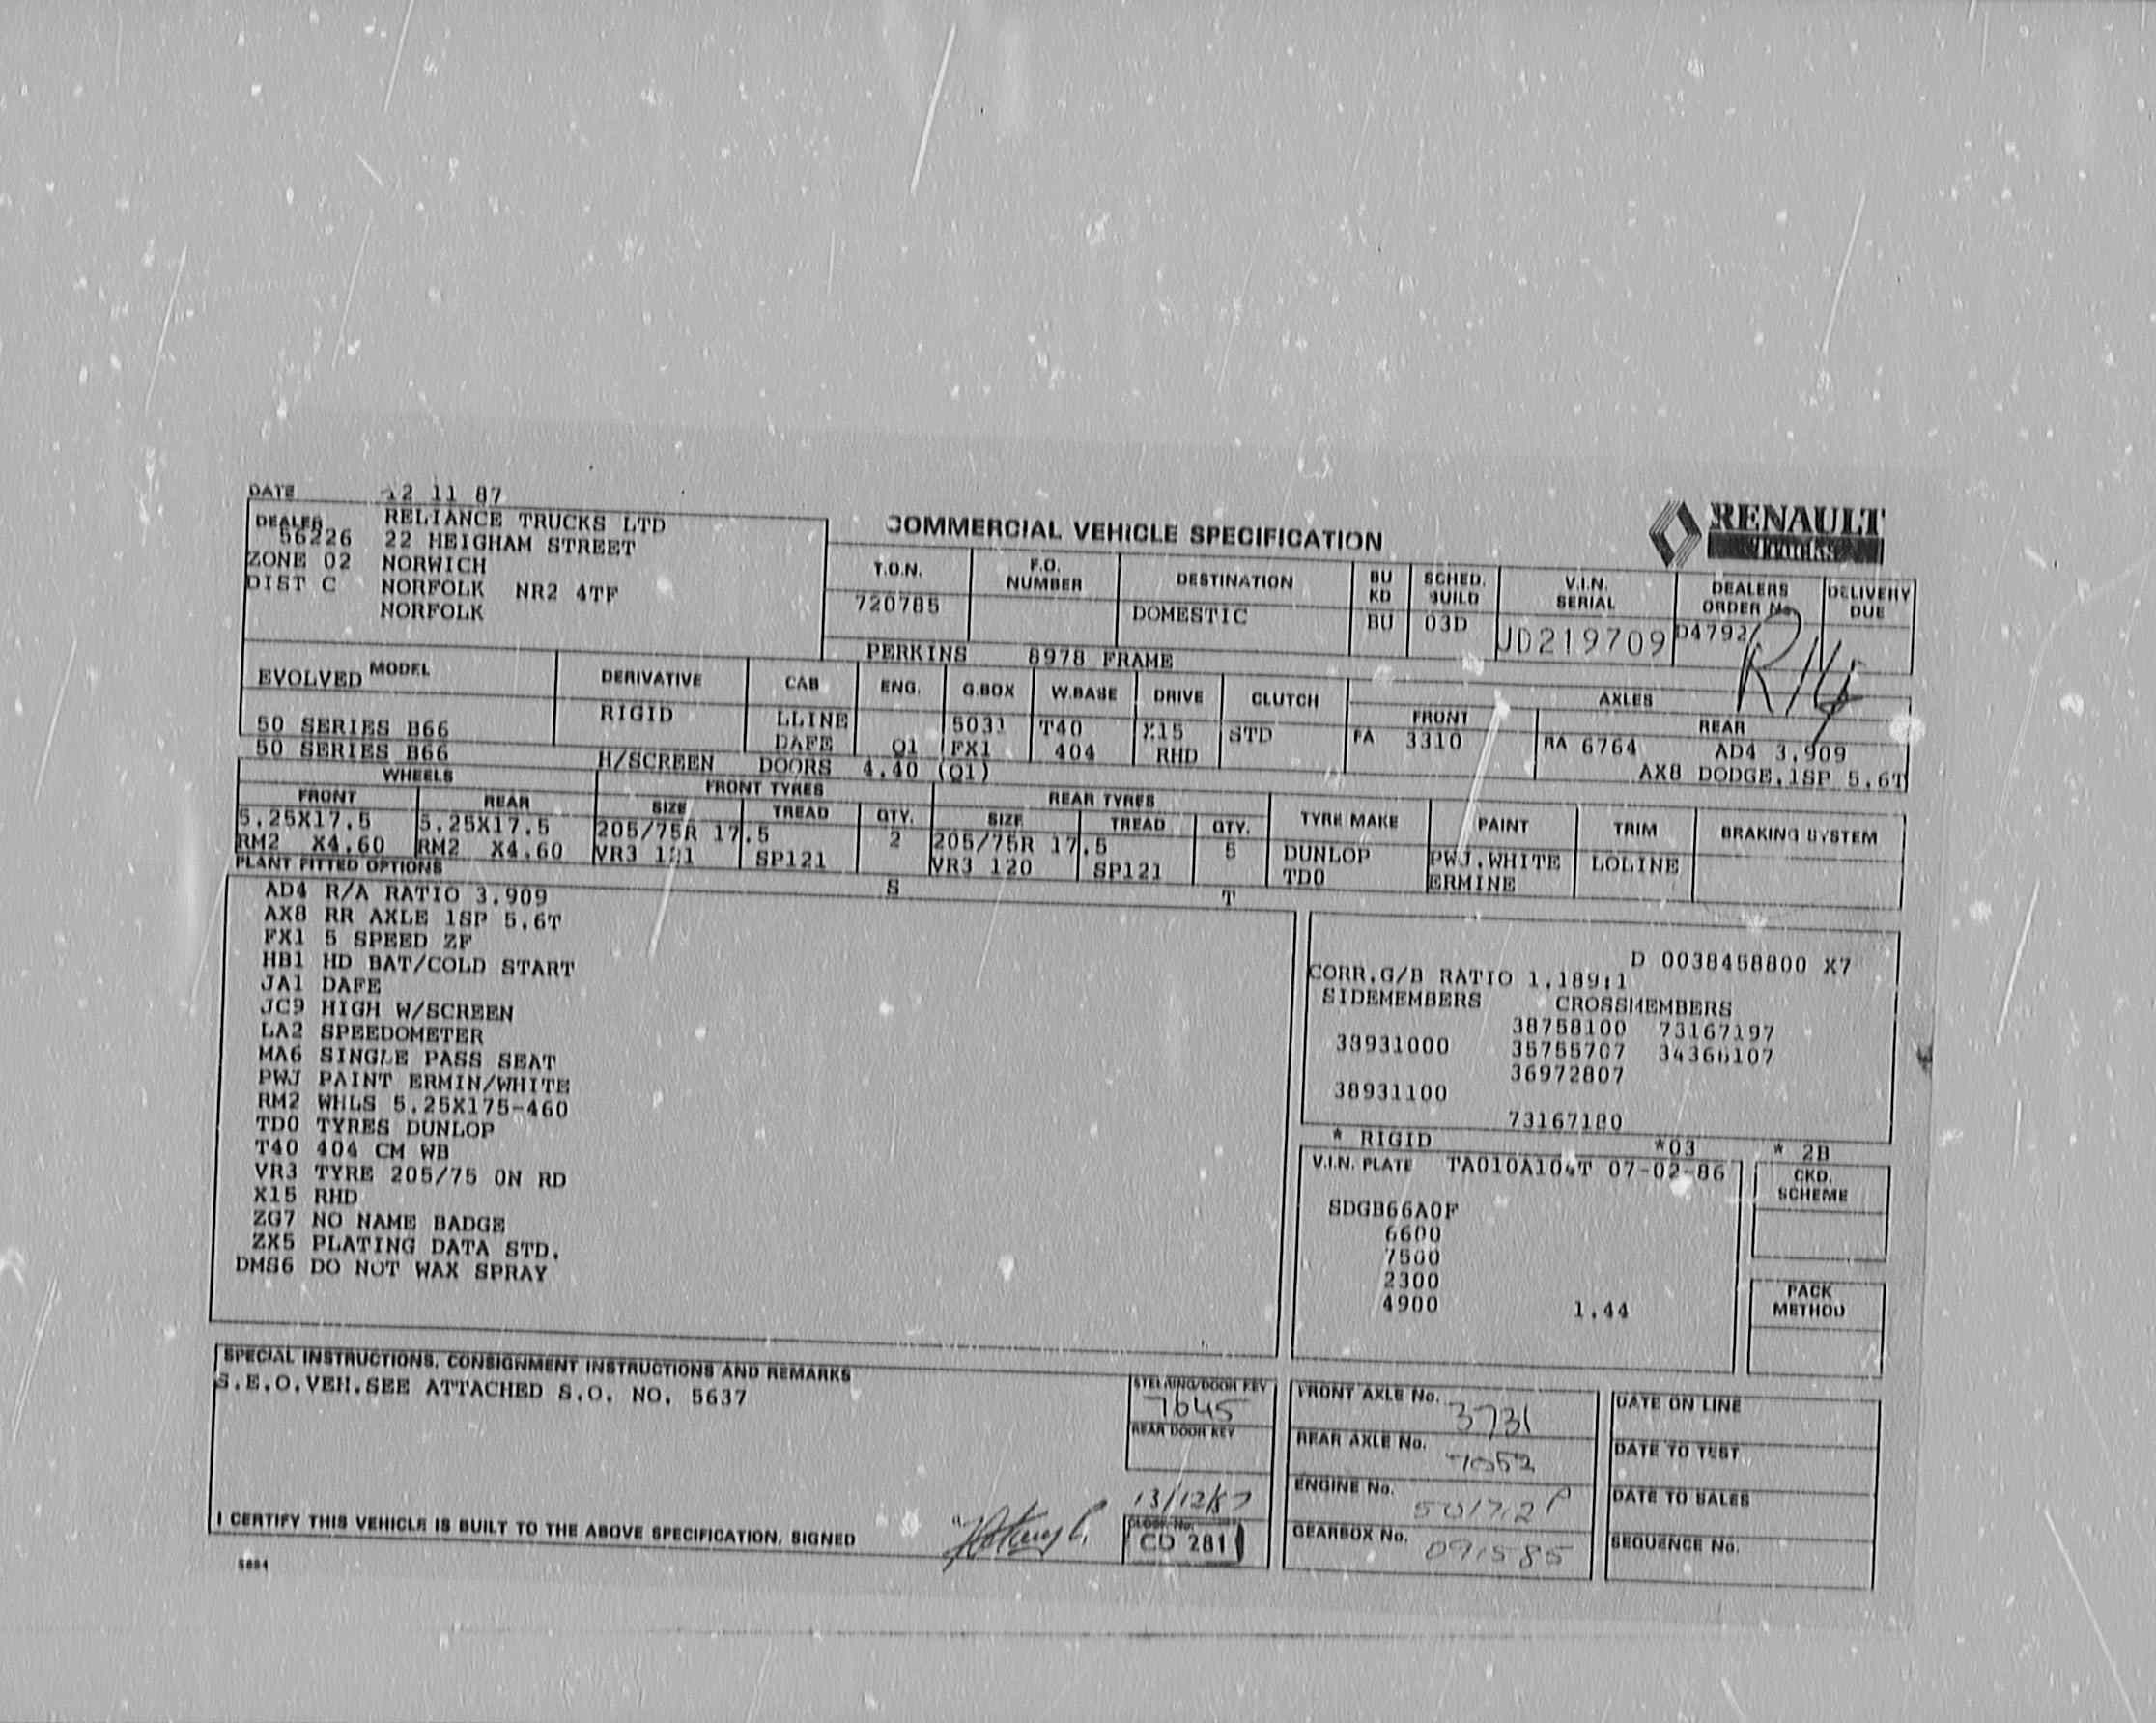 DATE 12 11 87
DEALER 56226 RELIANCE TRUCKS LTD
22 HEIGHAM STREET
ZONE 02 NORWICH
DIST C NORFOLK NR2 4TF
NORFOLK
COMMERCIAL VEHICLE SPECIFICATION
RENAULT
TRUCKS
T.O.N. F.O. NUMBER DESTINATION BU KD SCHED. BUILD V.I.N. SERIAL DEALERS ORDER No DELIVERY DUE
720785 DOMESTIC BU 03D JD219709 D4792
R14
PERKINS 8978 FRAME
MODEL DERIVATIVE CAB ENG. G.BOX W.BASE DRIVE CLUTCH AXLES
FRONT REAR
EVOLVED RIGID LLINE 5031 T40 X15 STD FA 3310 RA 6764 AD4 3.909
50 SERIES B66 DAFE Q1 FX1 404 RHD AX8 DODGE.1SP 5.6T
50 SERIES B66 H/SCREEN DOORS 4.40 (Q1)
WHEELS FRONT TYRES REAR TYRES
FRONT REAR SIZE TREAD QTY. SIZE TREAD QTY. TYRE MAKE PAINT TRIM BRAKING SYSTEM
5.25X17.5 5.25X17.5 205/75R 17.5 2 205/75R 17.5 5 DUNLOP PWJ.WHITE LOLINE
RM2 X4.60 RM2 X4.60 VR3 SP121 VR3 120 SP121 TD0 ERMINE
PLANT FITTED OPTIONS S T
AD4 R/A RATIO 3.909
AX8 RR AXLE 1SP 5.6T
FX1 5 SPEED ZF
HB1 HD BAT/COLD START
JA1 DAFE
JC9 HIGH W/SCREEN
LA2 SPEEDOMETER
MA6 SINGLE PASS SEAT
PWJ PAINT ERMIN/WHITE
RM2 WHLS 5.25X175-460
TD0 TYRES DUNLOP
T40 404 CM WB
VR3 TYRE 205/75 ON RD
X15 RHD
ZG7 NO NAME BADGE
ZX5 PLATING DATA STD.
DMS6 DO NOT WAX SPRAY
D 0038458800 X7
CORR.G/B RATIO 1.189:1
SIDEMEMBERS CROSSMEMBERS
38758100 73167197
38931000 35755707 34366107
36972807
38931100
73167180
* RIGID *03 * 2B
V.I.N. PLATE TA010A104T 07-02-86
CKD. SCHEME
SDGB66A0F
6600
7500
2300
4900 1.44
PACK METHOD
SPECIAL INSTRUCTIONS, CONSIGNMENT INSTRUCTIONS AND REMARKS
S.E.O.VEH.SEE ATTACHED S.O. NO. 5637
STEERING/DOOR KEY 7645
REAR DOOR KEY
13/12/87
CD 281
FRONT AXLE No. 3731
REAR AXLE No. 7052
ENGINE No. 501712P
GEARBOX No. 091585
DATE ON LINE
DATE TO TEST
DATE TO SALES
SEQUENCE No.
I CERTIFY THIS VEHICLE IS BUILT TO THE ABOVE SPECIFICATION, SIGNED
5884